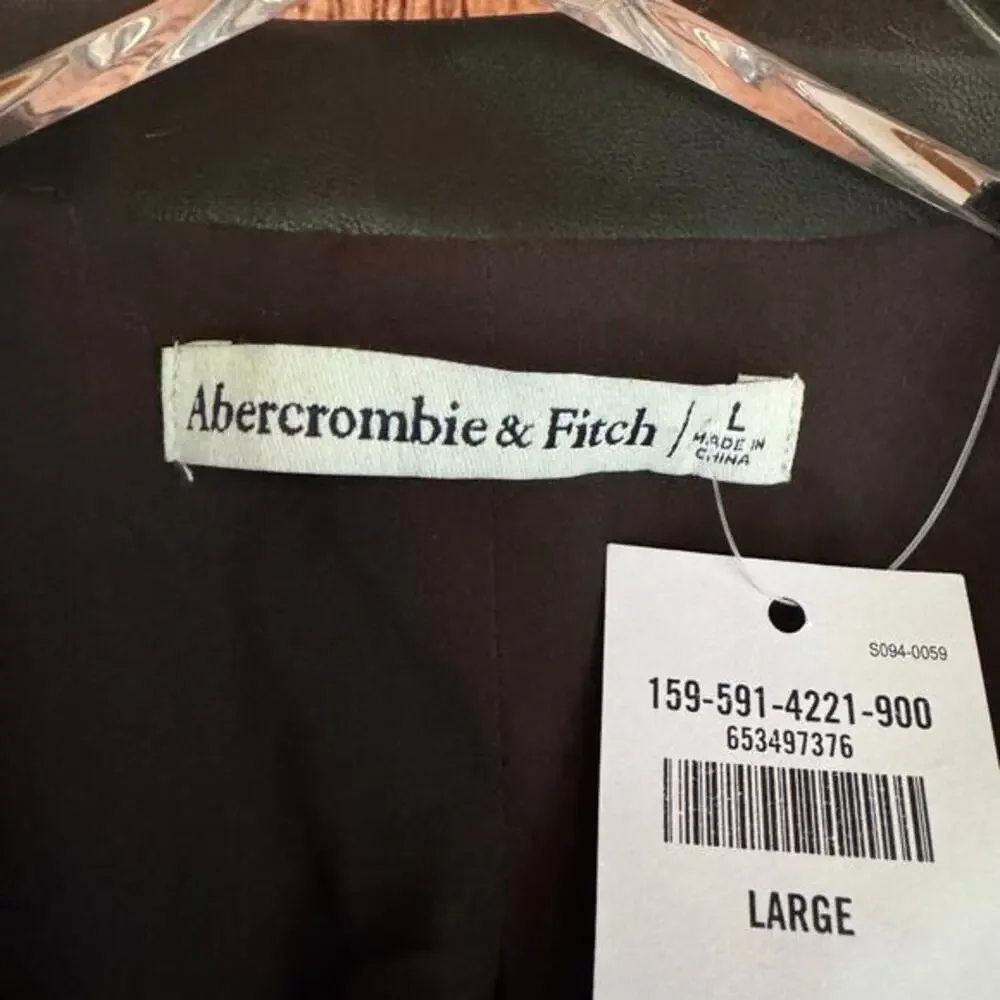 Abercrombie & Fitch / L
MADE IN
CHINA
S094-0059
159-591-4221-900
653497376
LARGE